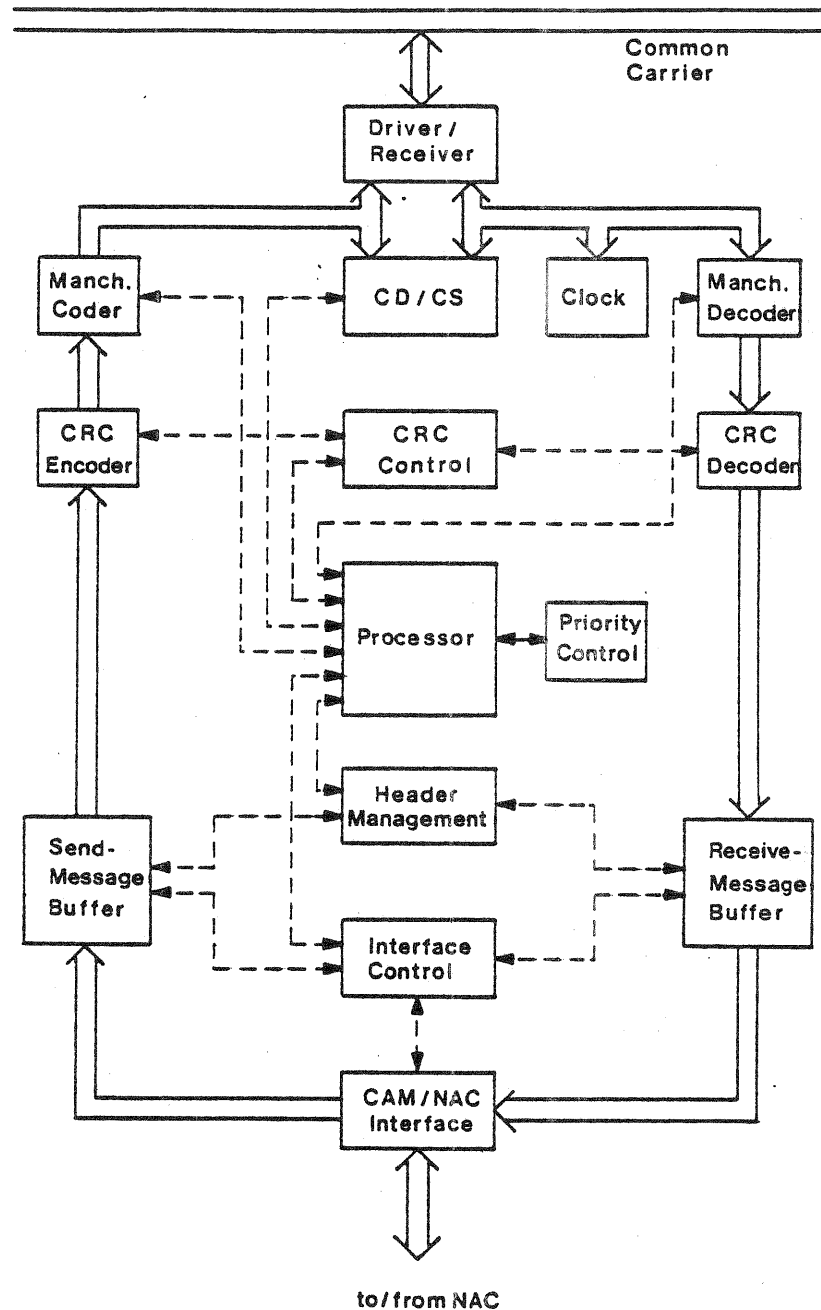 Common
Carrier
Driver/
Receiver
Manch.
Coder
CD/CS
Clock
Manch.
Decoder
CRC
Encoder
CRC
Control
CRC
Decoder
Processor
Priority
Control
Header
Management
Send-
Message
Buffer
Receive-
Message
Buffer
Interface
Control
CAM/NAC
Interface
to/from NAC